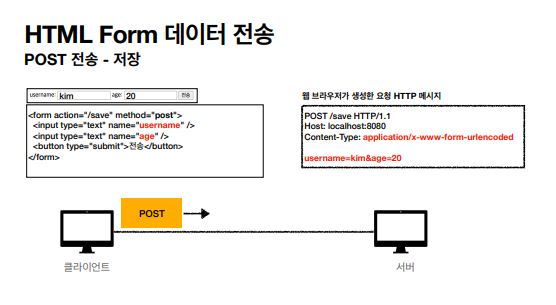 HTML Form 데이터 전송
POST 전송 - 저장
username: kim age: 20 전송
<form action="/save" method="post">
<input type="text" name="username" />
<input type="text" name="age" />
<button type="submit">전송</button>
</form>
웹 브라우저가 생성한 요청 HTTP 메시지
POST /save HTTP/1.1
Host: localhost:8080
Content-Type: application/x-www-form-urlencoded
username=kim&age=20
POST
클라이언트
서버